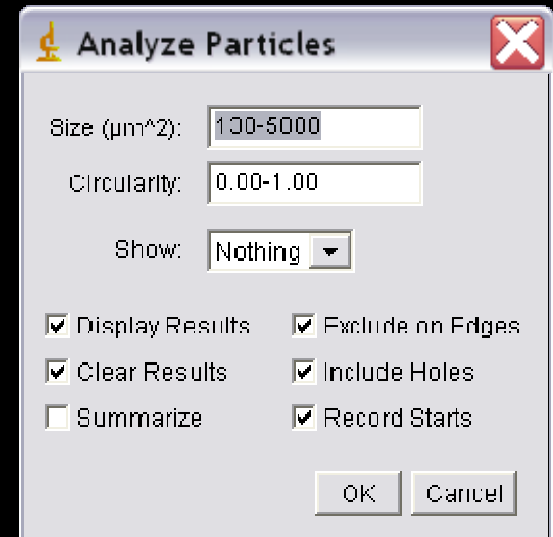 Analyze Particles
Size (µm^2): 100-5000
Circularity: 0.00-1.00
Show: Nothing
Display Results Exclude on Edges
Clear Results Include Holes
Summarize Record Starts
OK Cancel